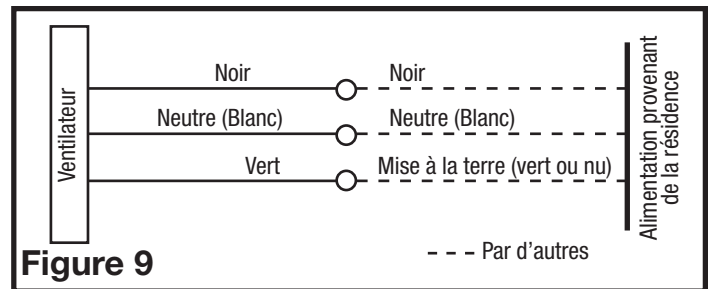 Ventilateur
Noir
Noir
Neutre (Blanc)
Neutre (Blanc)
Vert
Mise à la terre (vert ou nu)
Alimentation provenant
de la résidence
Par d'autres
Figure 9